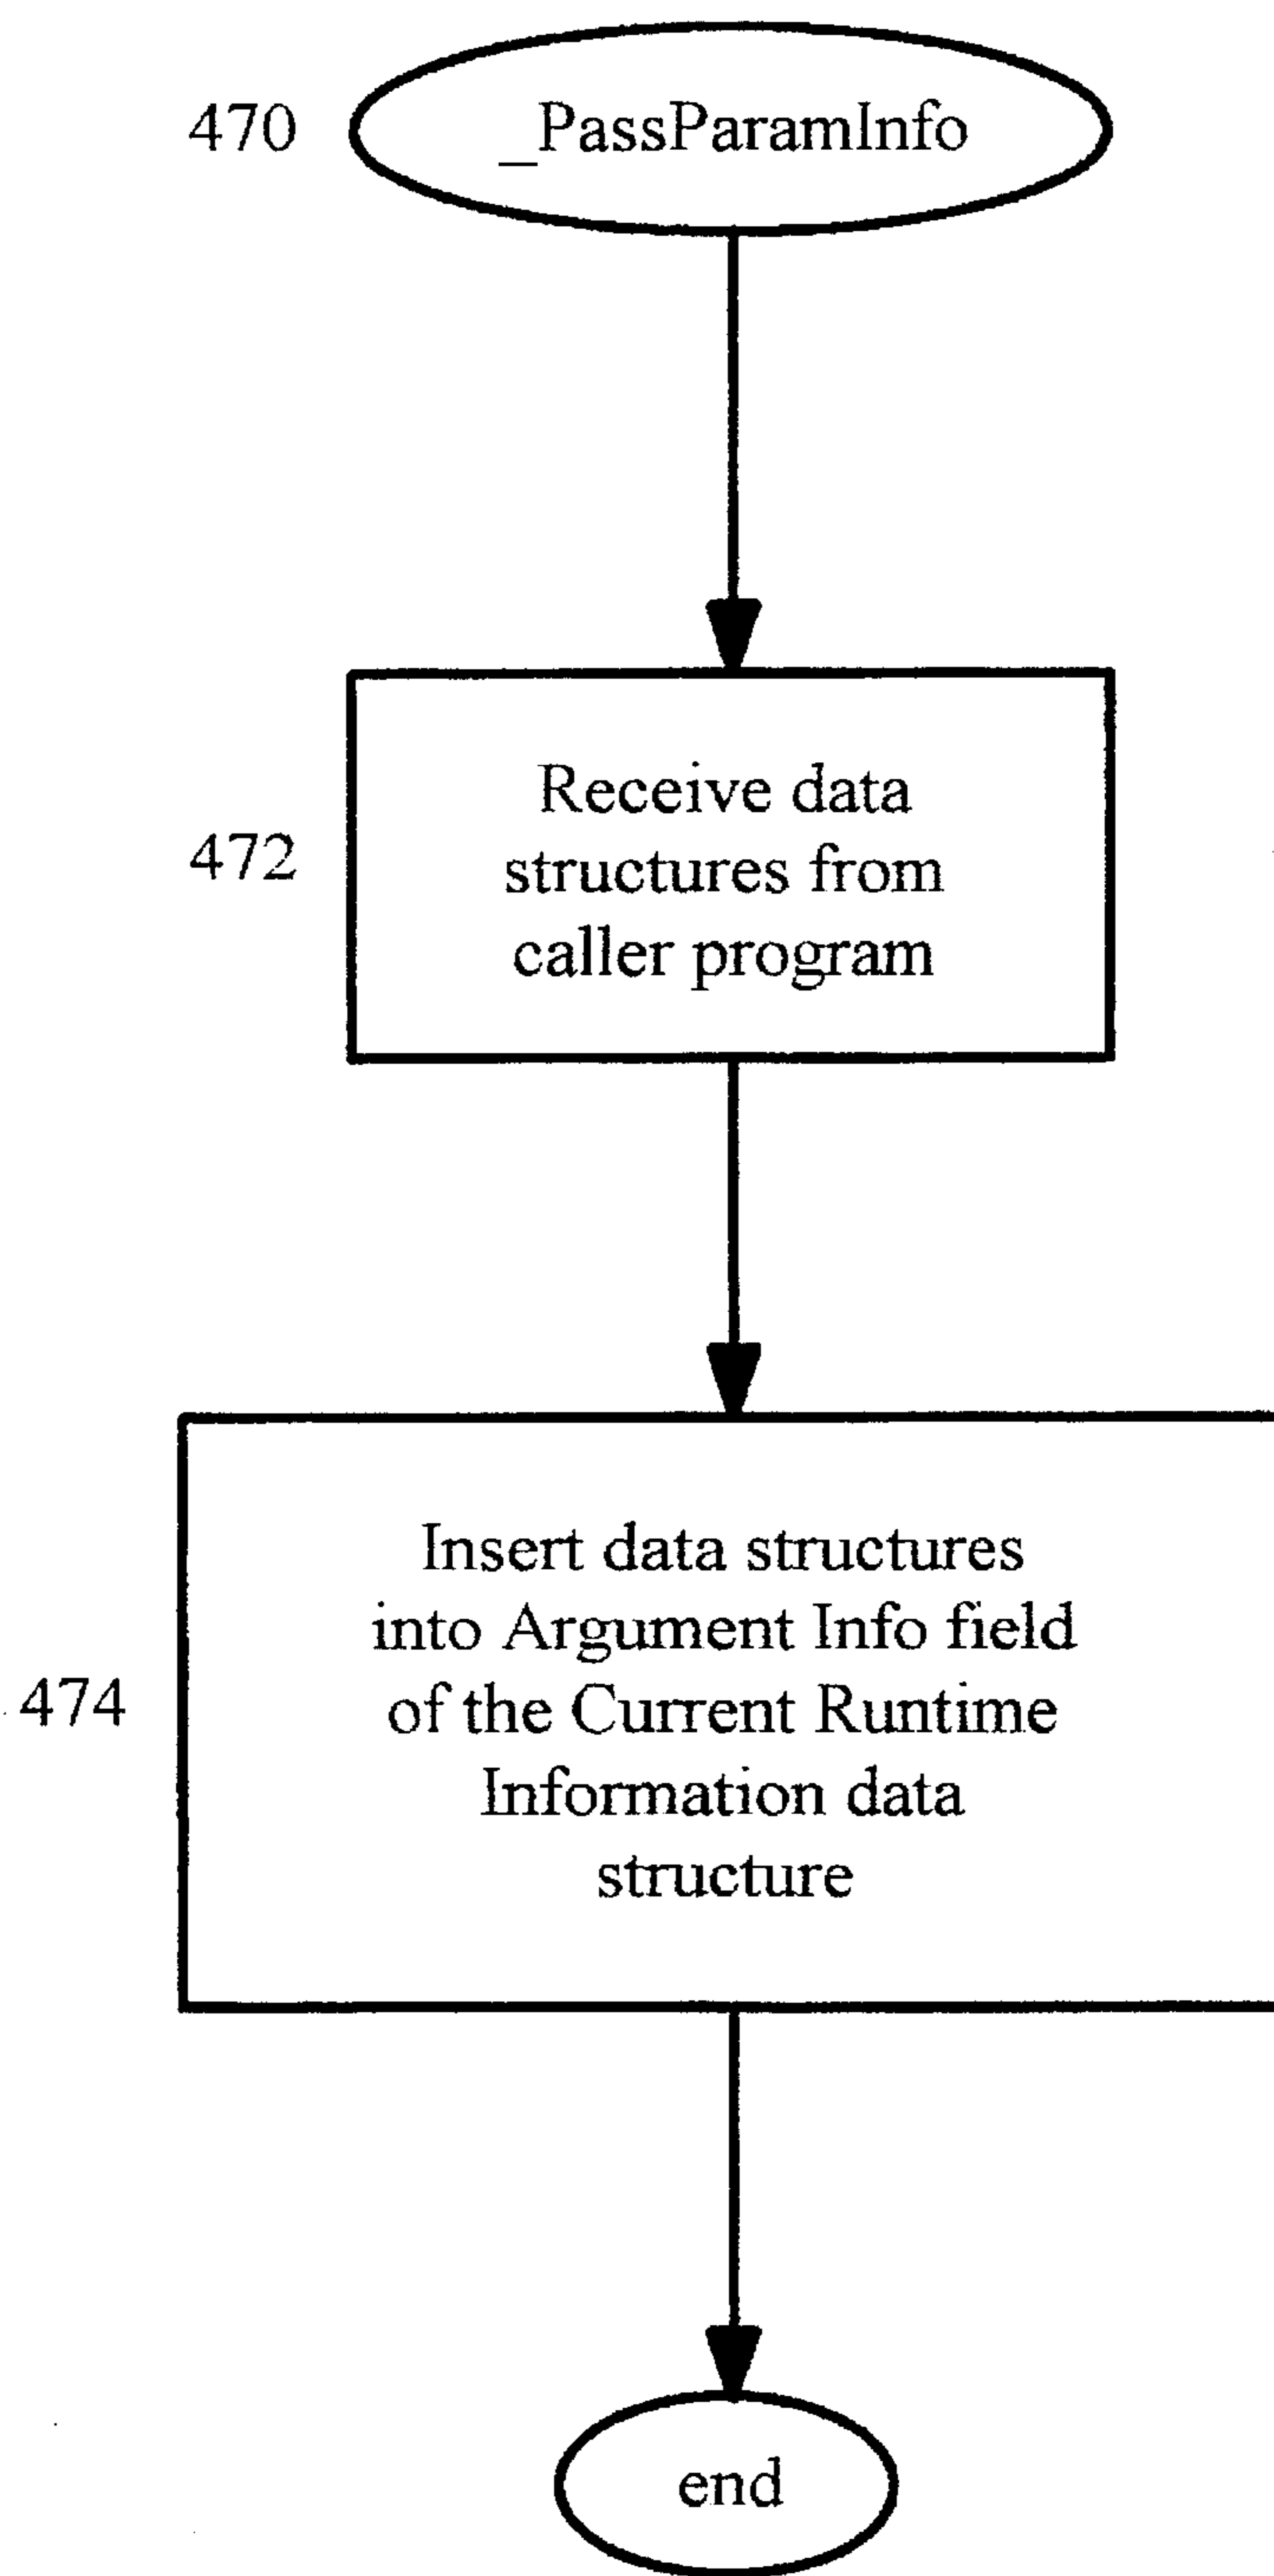 470 _PassParamInfo
Receive data
472 structures from
caller program
Insert data structures
into Argument Info field
474 of the Current Runtime
Information data
structure
end